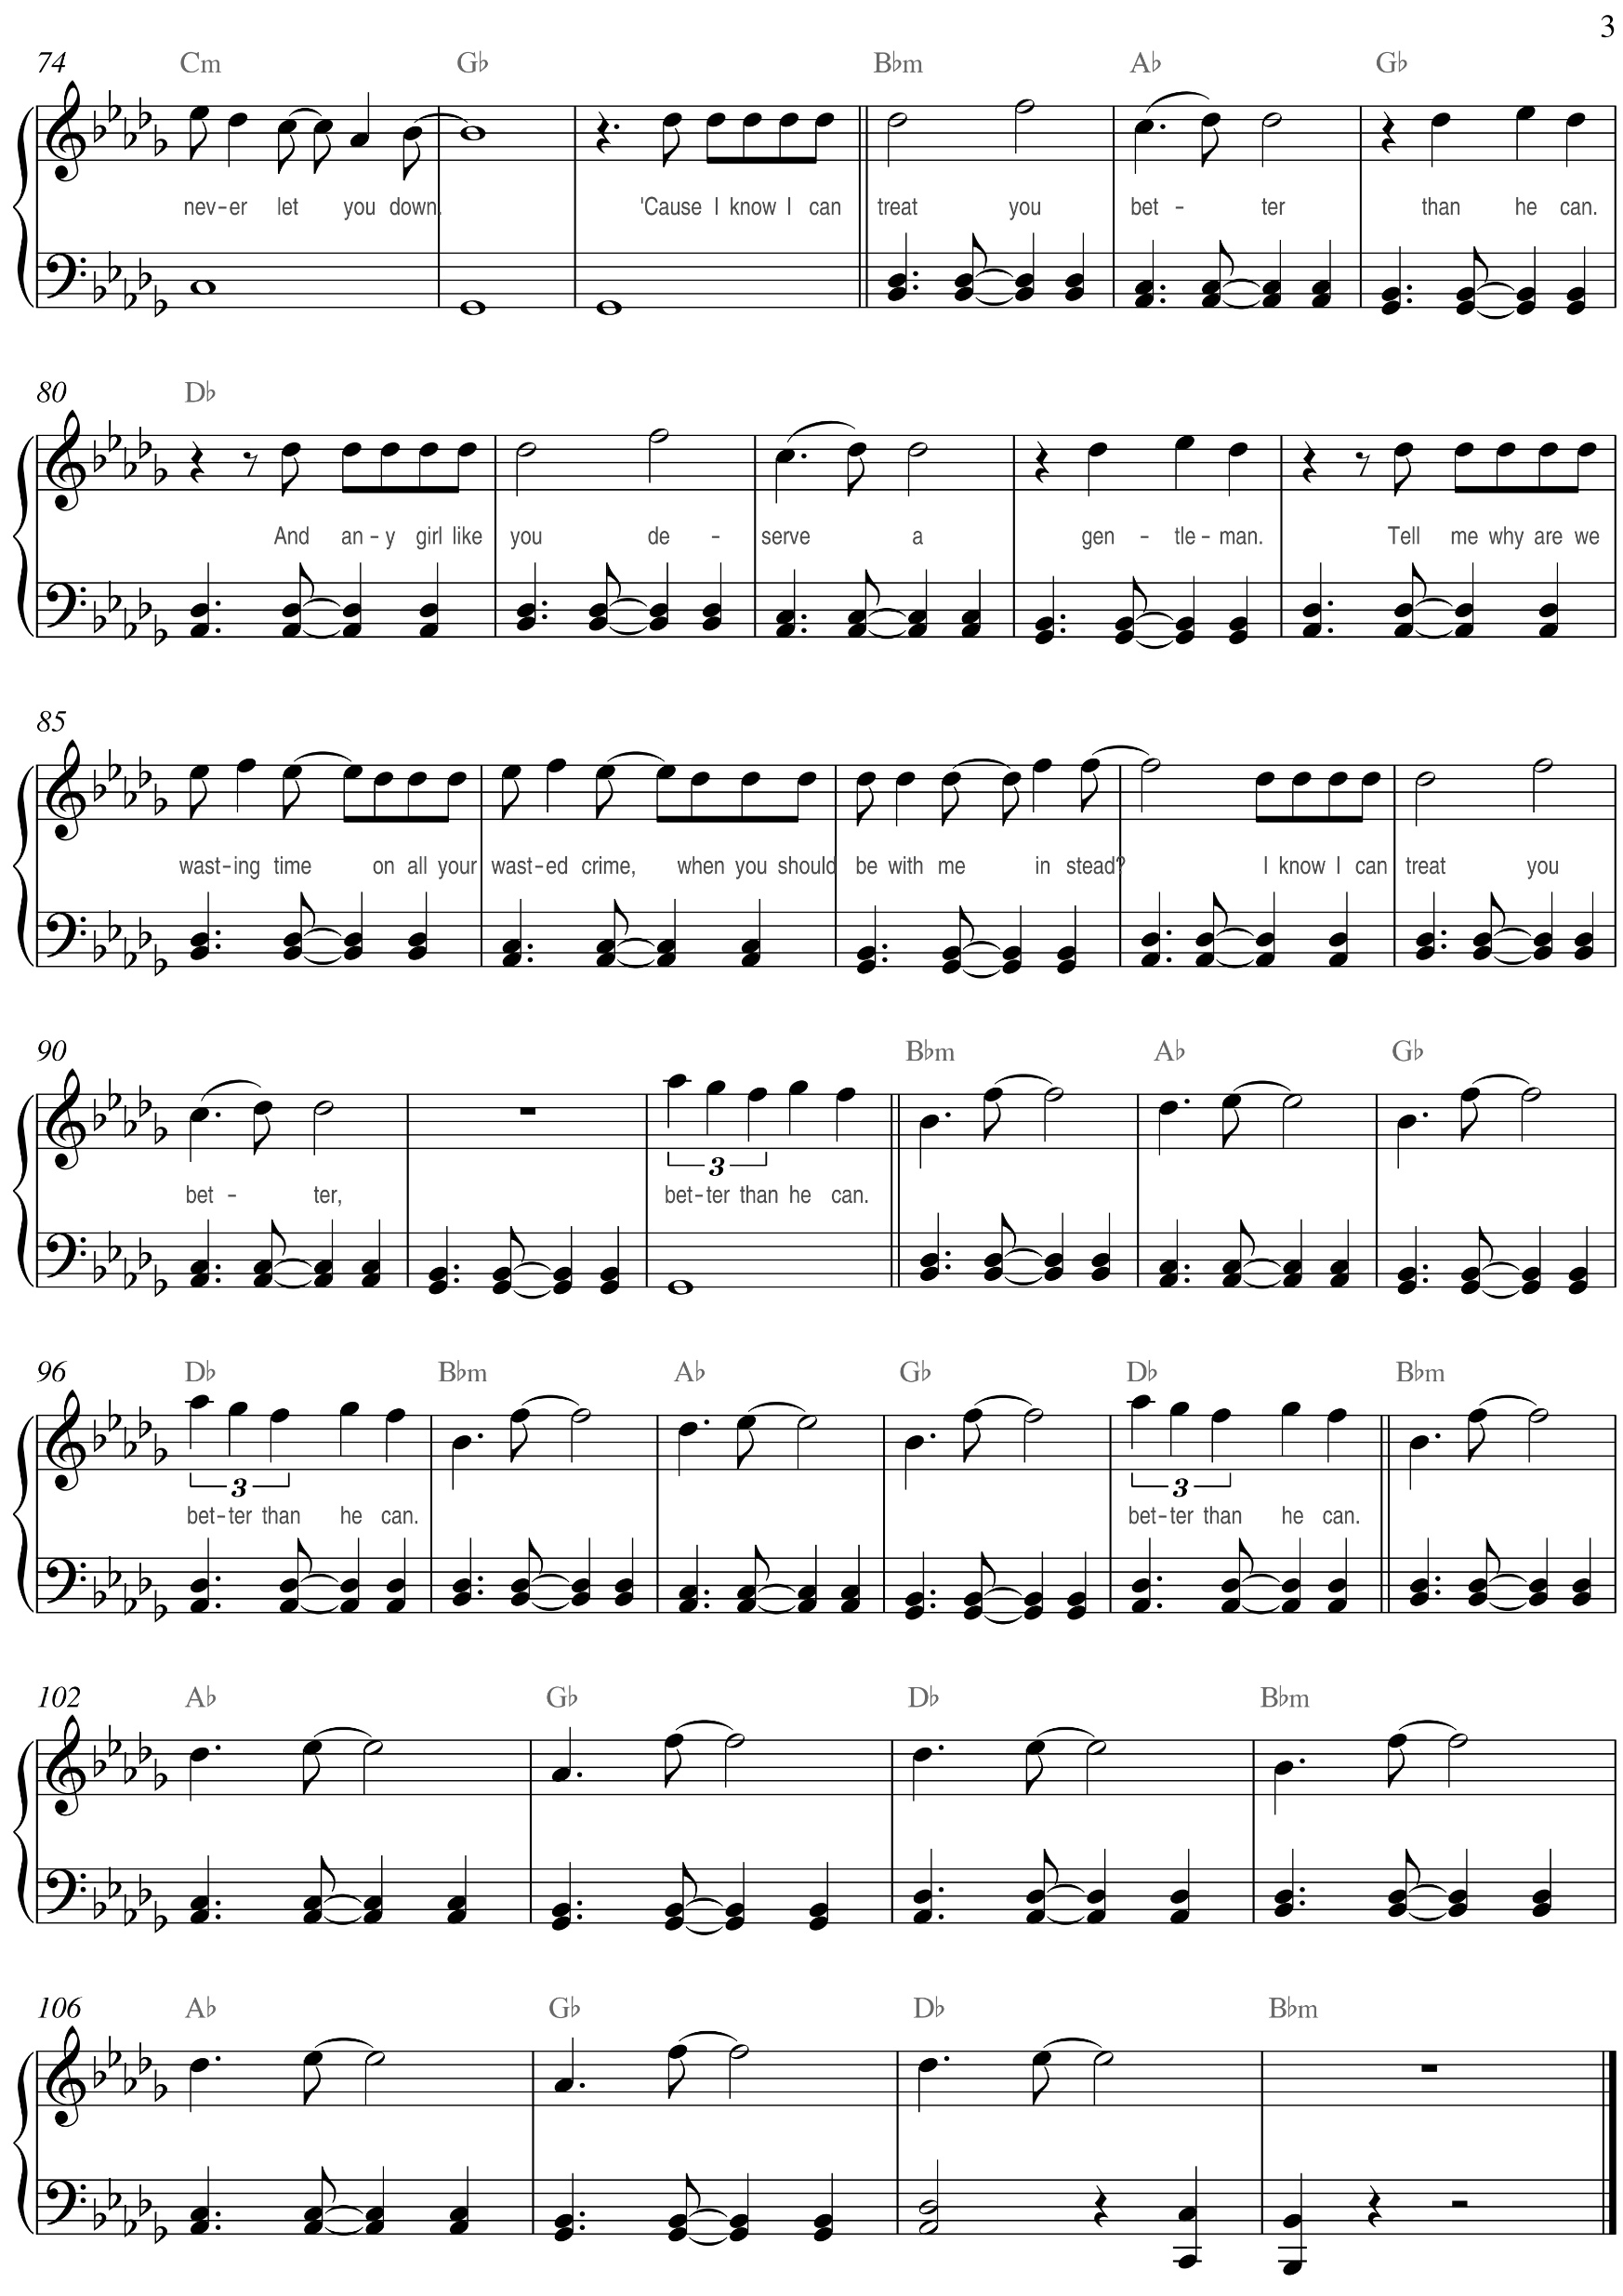 3
74 Cm G♭ B♭m A♭ G♭
nev-er let you down. 'Cause I know I can treat you bet - ter than he can.
80 D♭
And an-y girl like you de - serve a gen - tle-man. Tell me why are we
85
wast-ing time on all your wast-ed crime, when you should be with me in stead? I know I can treat you
90 B♭m A♭ G♭
3
bet - ter, bet-ter than he can.
96 D♭ B♭m A♭ G♭ D♭ B♭m
3 3
bet-ter than he can. bet-ter than he can.
102 A♭ G♭ D♭ B♭m
106 A♭ G♭ D♭ B♭m